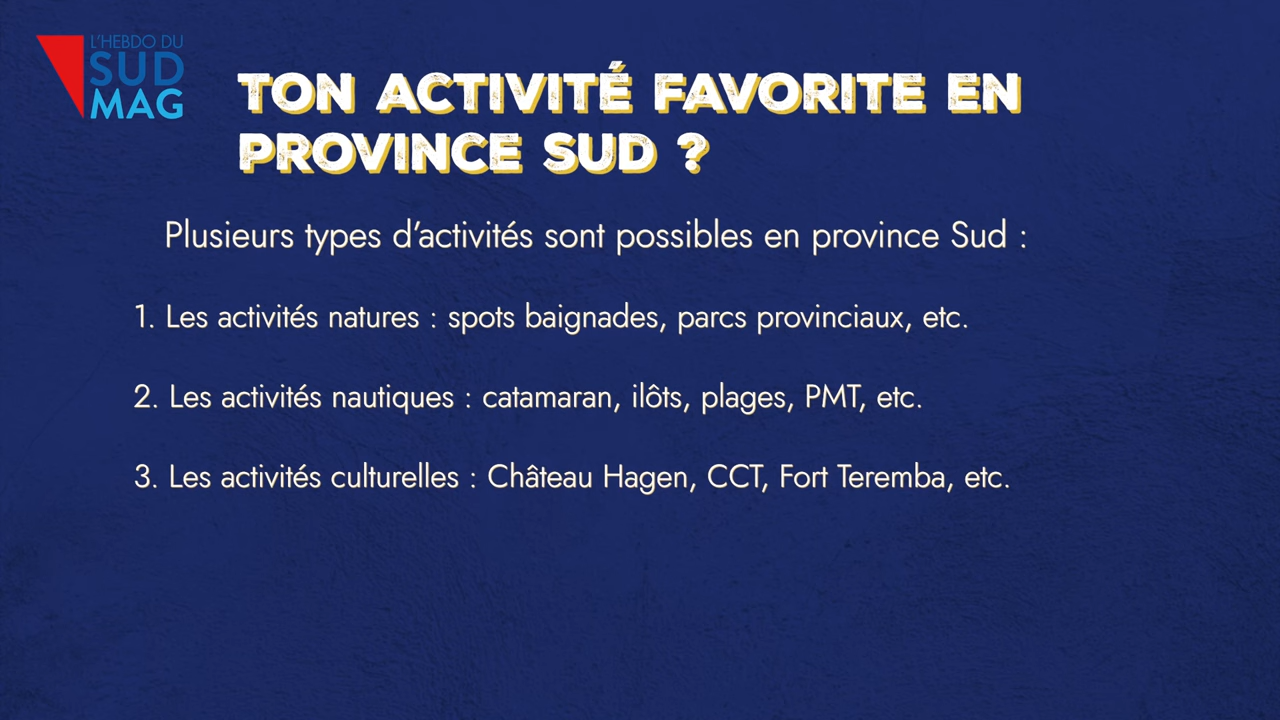 L'HEBDO DU
SUD
MAG
TON ACTIVITÉ FAVORITE EN
PROVINCE SUD ?
Plusieurs types d'activités sont possibles en province Sud :
1. Les activités natures : spots baignades, parcs provinciaux, etc.
2. Les activités nautiques : catamaran, ilôts, plages, PMT, etc.
3. Les activités culturelles : Château Hagen, CCT, Fort Teremba, etc.